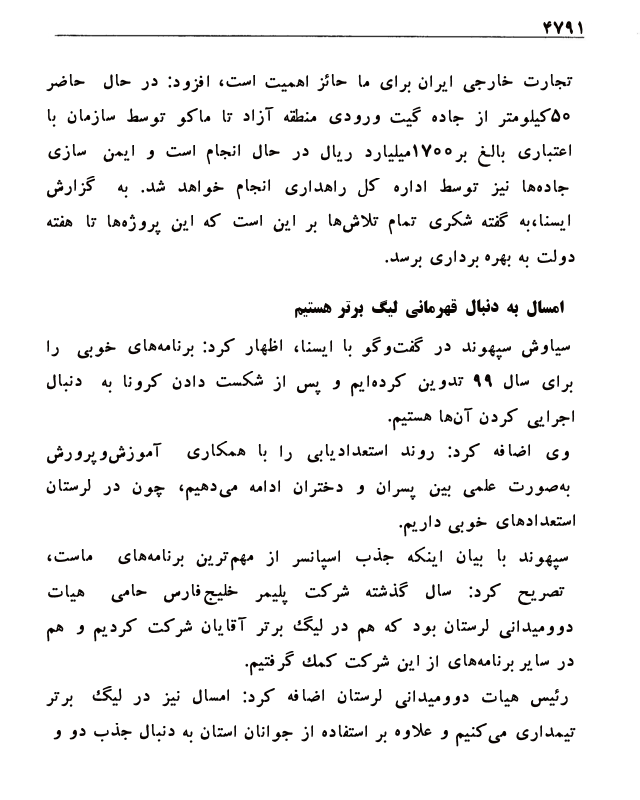 ۴۷۹۱
تجارت خارجی ایران برای ما حائز اهمیت است، افزود: در حال حاضر
۵۰کیلومتر از جاده گیت ورودی منطقه آزاد تا ماکو توسط سازمان با
اعتباری بالغ بر۱۷۰۰میلیارد ریال در حال انجام است و ایمن سازی
جاده‌ها نیز توسط اداره کل راهداری انجام خواهد شد. به گزارش
ایسنا،به گفته شکری تمام تلاش‌ها بر این است که این پروژه‌ها تا هفته
دولت به بهره برداری برسد.
امسال به دنبال قهرمانی لیگ برتر هستیم
سیاوش سپهوند در گفت‌وگو با ایسنا، اظهار کرد: برنامه‌های خوبی را
برای سال ۹۹ تدوین کرده‌ایم و پس از شکست دادن کرونا به دنبال
اجرایی کردن آن‌ها هستیم.
وی اضافه کرد: روند استعدادیابی را با همکاری آموزش‌وپرورش
به‌صورت علمی بین پسران و دختران ادامه می‌دهیم، چون در لرستان
استعدادهای خوبی داریم.
سپهوند با بیان اینکه جذب اسپانسر از مهم‌ترین برنامه‌های ماست،
تصریح کرد: سال گذشته شرکت پلیمر خلیج‌فارس حامی هیات
دوومیدانی لرستان بود که هم در لیگ برتر آقایان شرکت کردیم و هم
در سایر برنامه‌های از این شرکت کمک گرفتیم.
رئیس هیات دوومیدانی لرستان اضافه کرد: امسال نیز در لیگ برتر
تیمداری می‌کنیم و علاوه بر استفاده از جوانان استان به دنبال جذب دو و